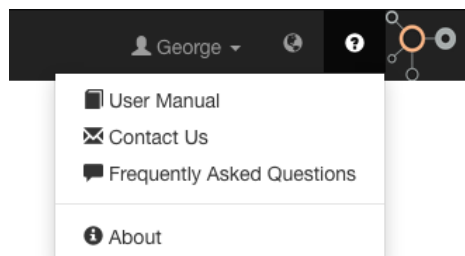 George
User Manual
Contact Us
Frequently Asked Questions
About